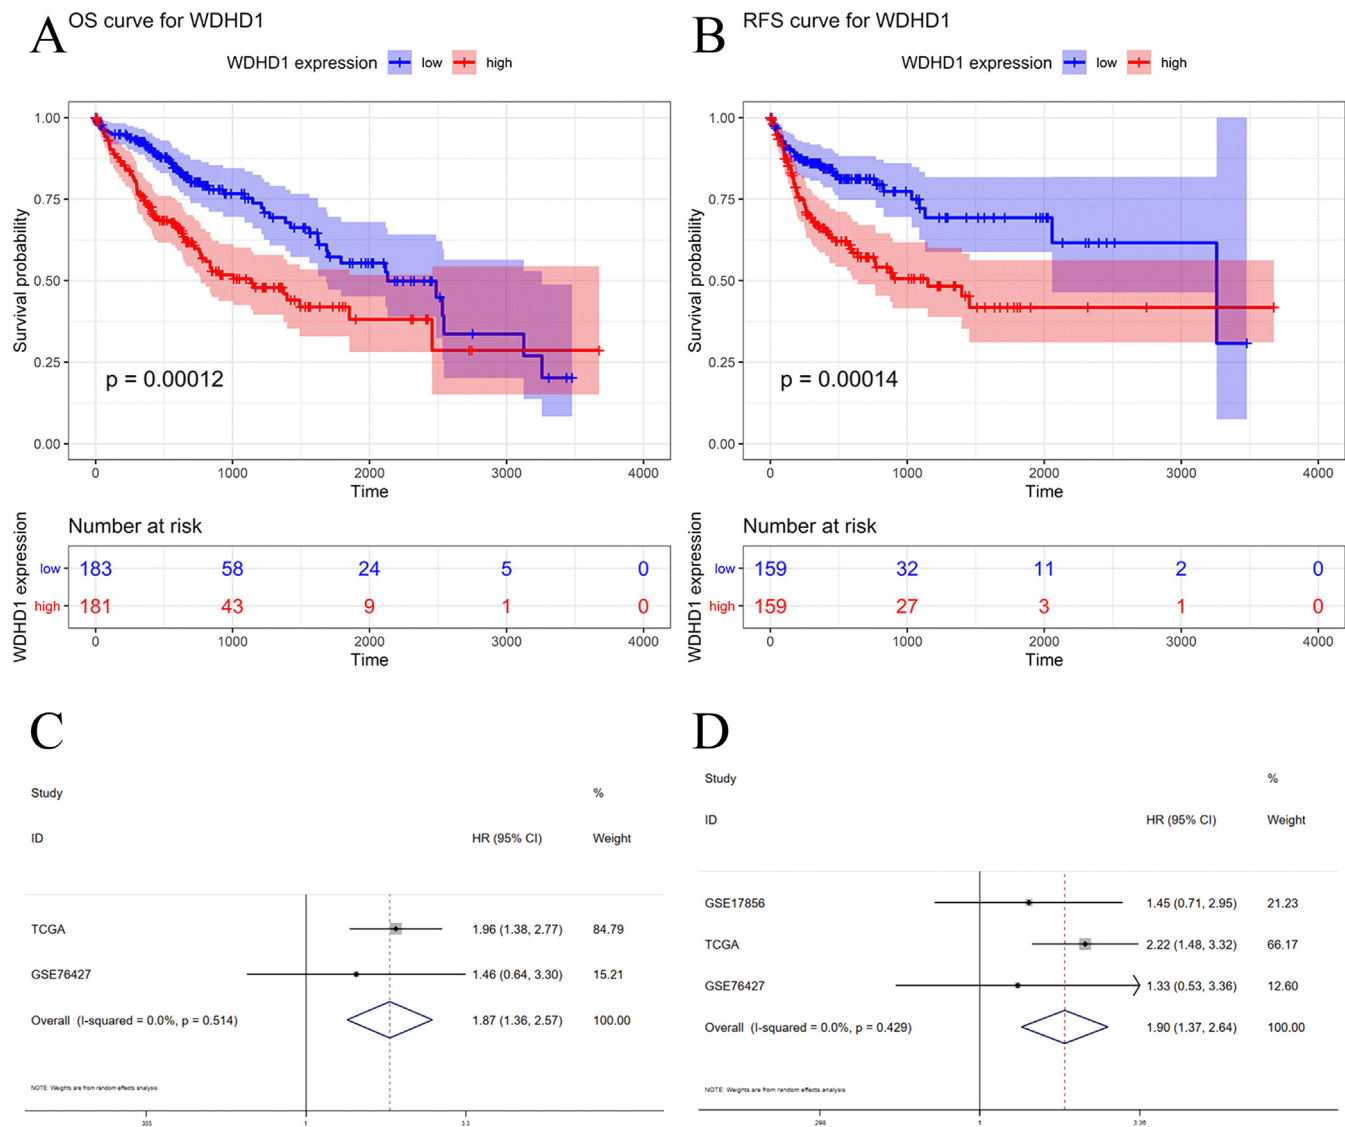 A OS curve for WDHD1
WDHD1 expression low high
Survival probability
1.00
0.75
0.50
0.25
0.00
p = 0.00012
0 1000 2000 3000 4000
Time
Number at risk
WDHD1 expression
low 183 58 24 5 0
high 181 43 9 1 0
0 1000 2000 3000 4000
Time
B RFS curve for WDHD1
WDHD1 expression low high
Survival probability
1.00
0.75
0.50
0.25
0.00
p = 0.00014
0 1000 2000 3000 4000
Time
Number at risk
WDHD1 expression
low 159 32 11 2 0
high 159 27 3 1 0
0 1000 2000 3000 4000
Time
C
Study %
ID HR (95% CI) Weight
TCGA 1.96 (1.38, 2.77) 84.79
GSE76427 1.46 (0.64, 3.30) 15.21
Overall (I-squared = 0.0%, p = 0.514) 1.87 (1.36, 2.57) 100.00
NOTE: Weights are from random effects analysis
.303 1 3.3
D
Study %
ID HR (95% CI) Weight
GSE17856 1.45 (0.71, 2.95) 21.23
TCGA 2.22 (1.48, 3.32) 66.17
GSE76427 1.33 (0.53, 3.36) 12.60
Overall (I-squared = 0.0%, p = 0.429) 1.90 (1.37, 2.64) 100.00
NOTE: Weights are from random effects analysis
.298 1 3.36